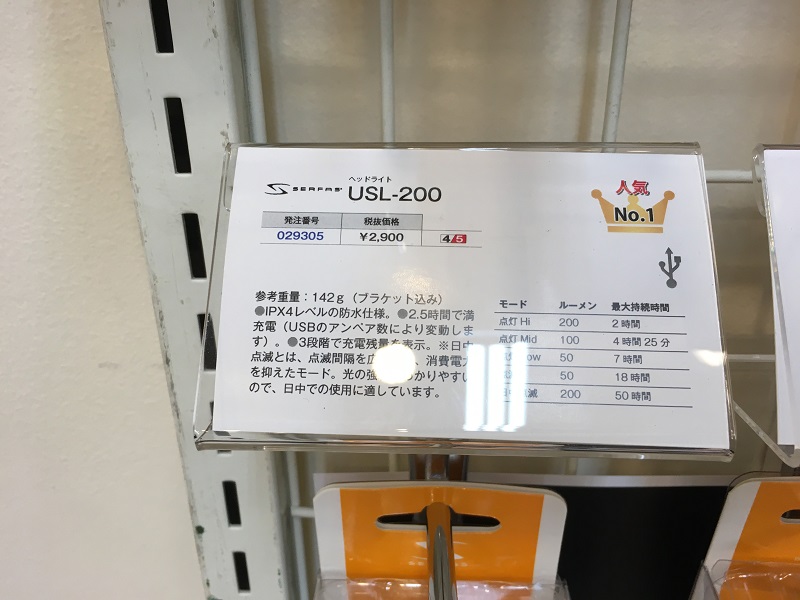 ヘッドライト
SERFAS USL-200
人気
No.1
発注番号 税抜価格
029305 ¥2,900 4/5
参考重量:142g(ブラケット込み)
●IPX4レベルの防水仕様。●2.5時間で満
充電(USBのアンペア数により変動しま
す)。●3段階で充電残量を表示。※日中
点滅とは、点滅間隔を広 消費電力
を抑えたモード。光の強 かりやすい
ので、日中での使用に適しています。
モード ルーメン 最大持続時間
点灯 Hi 200 2 時間
点灯 Mid 100 4 時間 25 分
Low 50 7 時間
50 18 時間
滅 200 50 時間